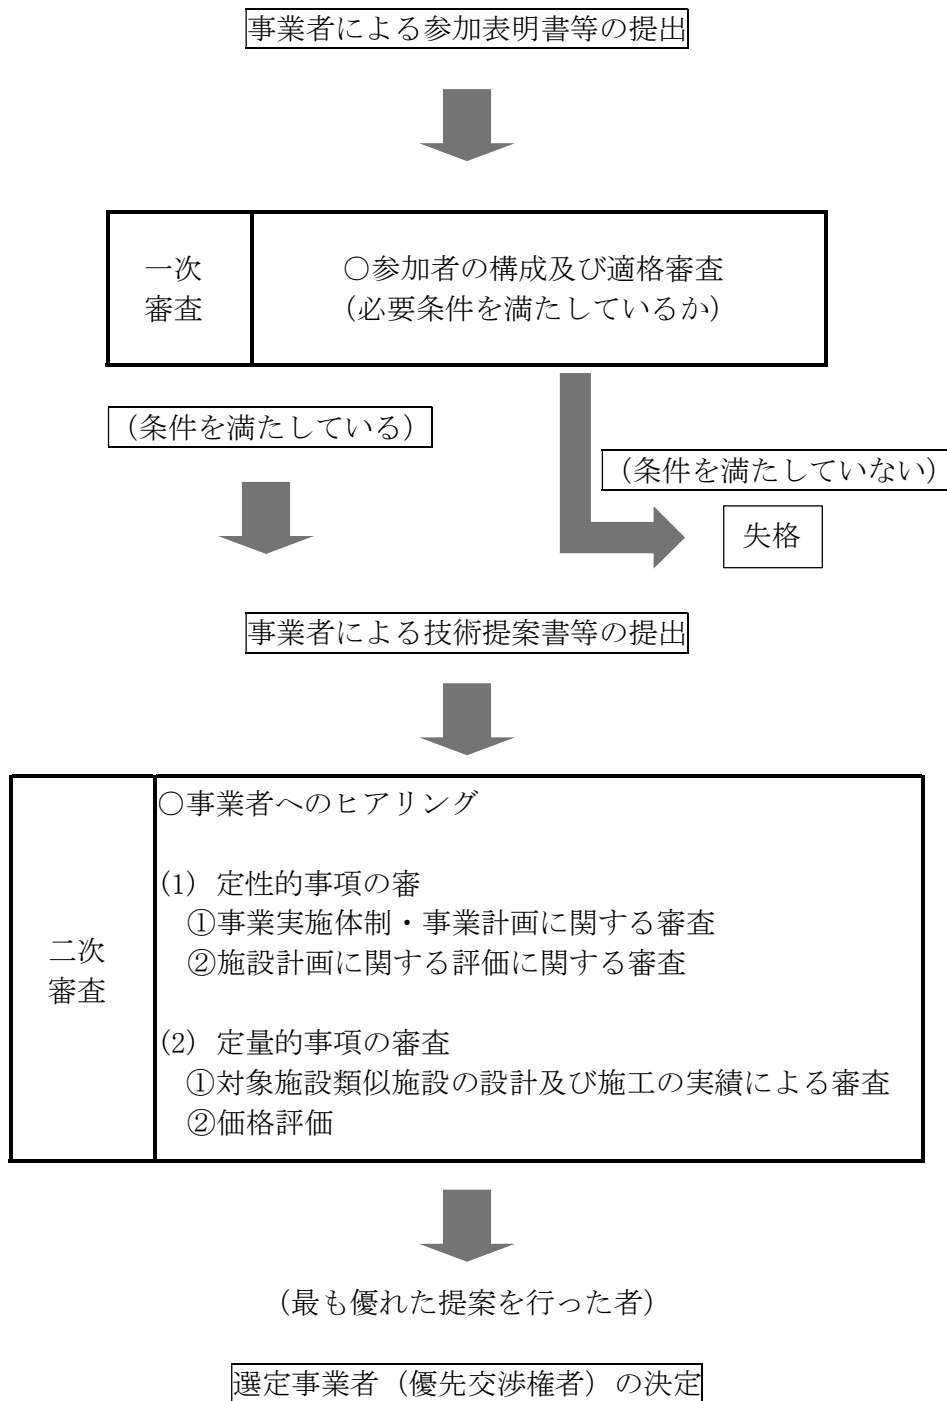 事業者による参加表明書等の提出
一次
審査
○参加者の構成及び適格審査
（必要条件を満たしているか）
（条件を満たしている）
（条件を満たしていない）
失格
事業者による技術提案書等の提出
二次
審査
○事業者へのヒアリング
(1) 定性的事項の審
①事業実施体制・事業計画に関する審査
②施設計画に関する評価に関する審査
(2) 定量的事項の審査
①対象施設類似施設の設計及び施工の実績による審査
②価格評価
（最も優れた提案を行った者）
選定事業者（優先交渉権者）の決定